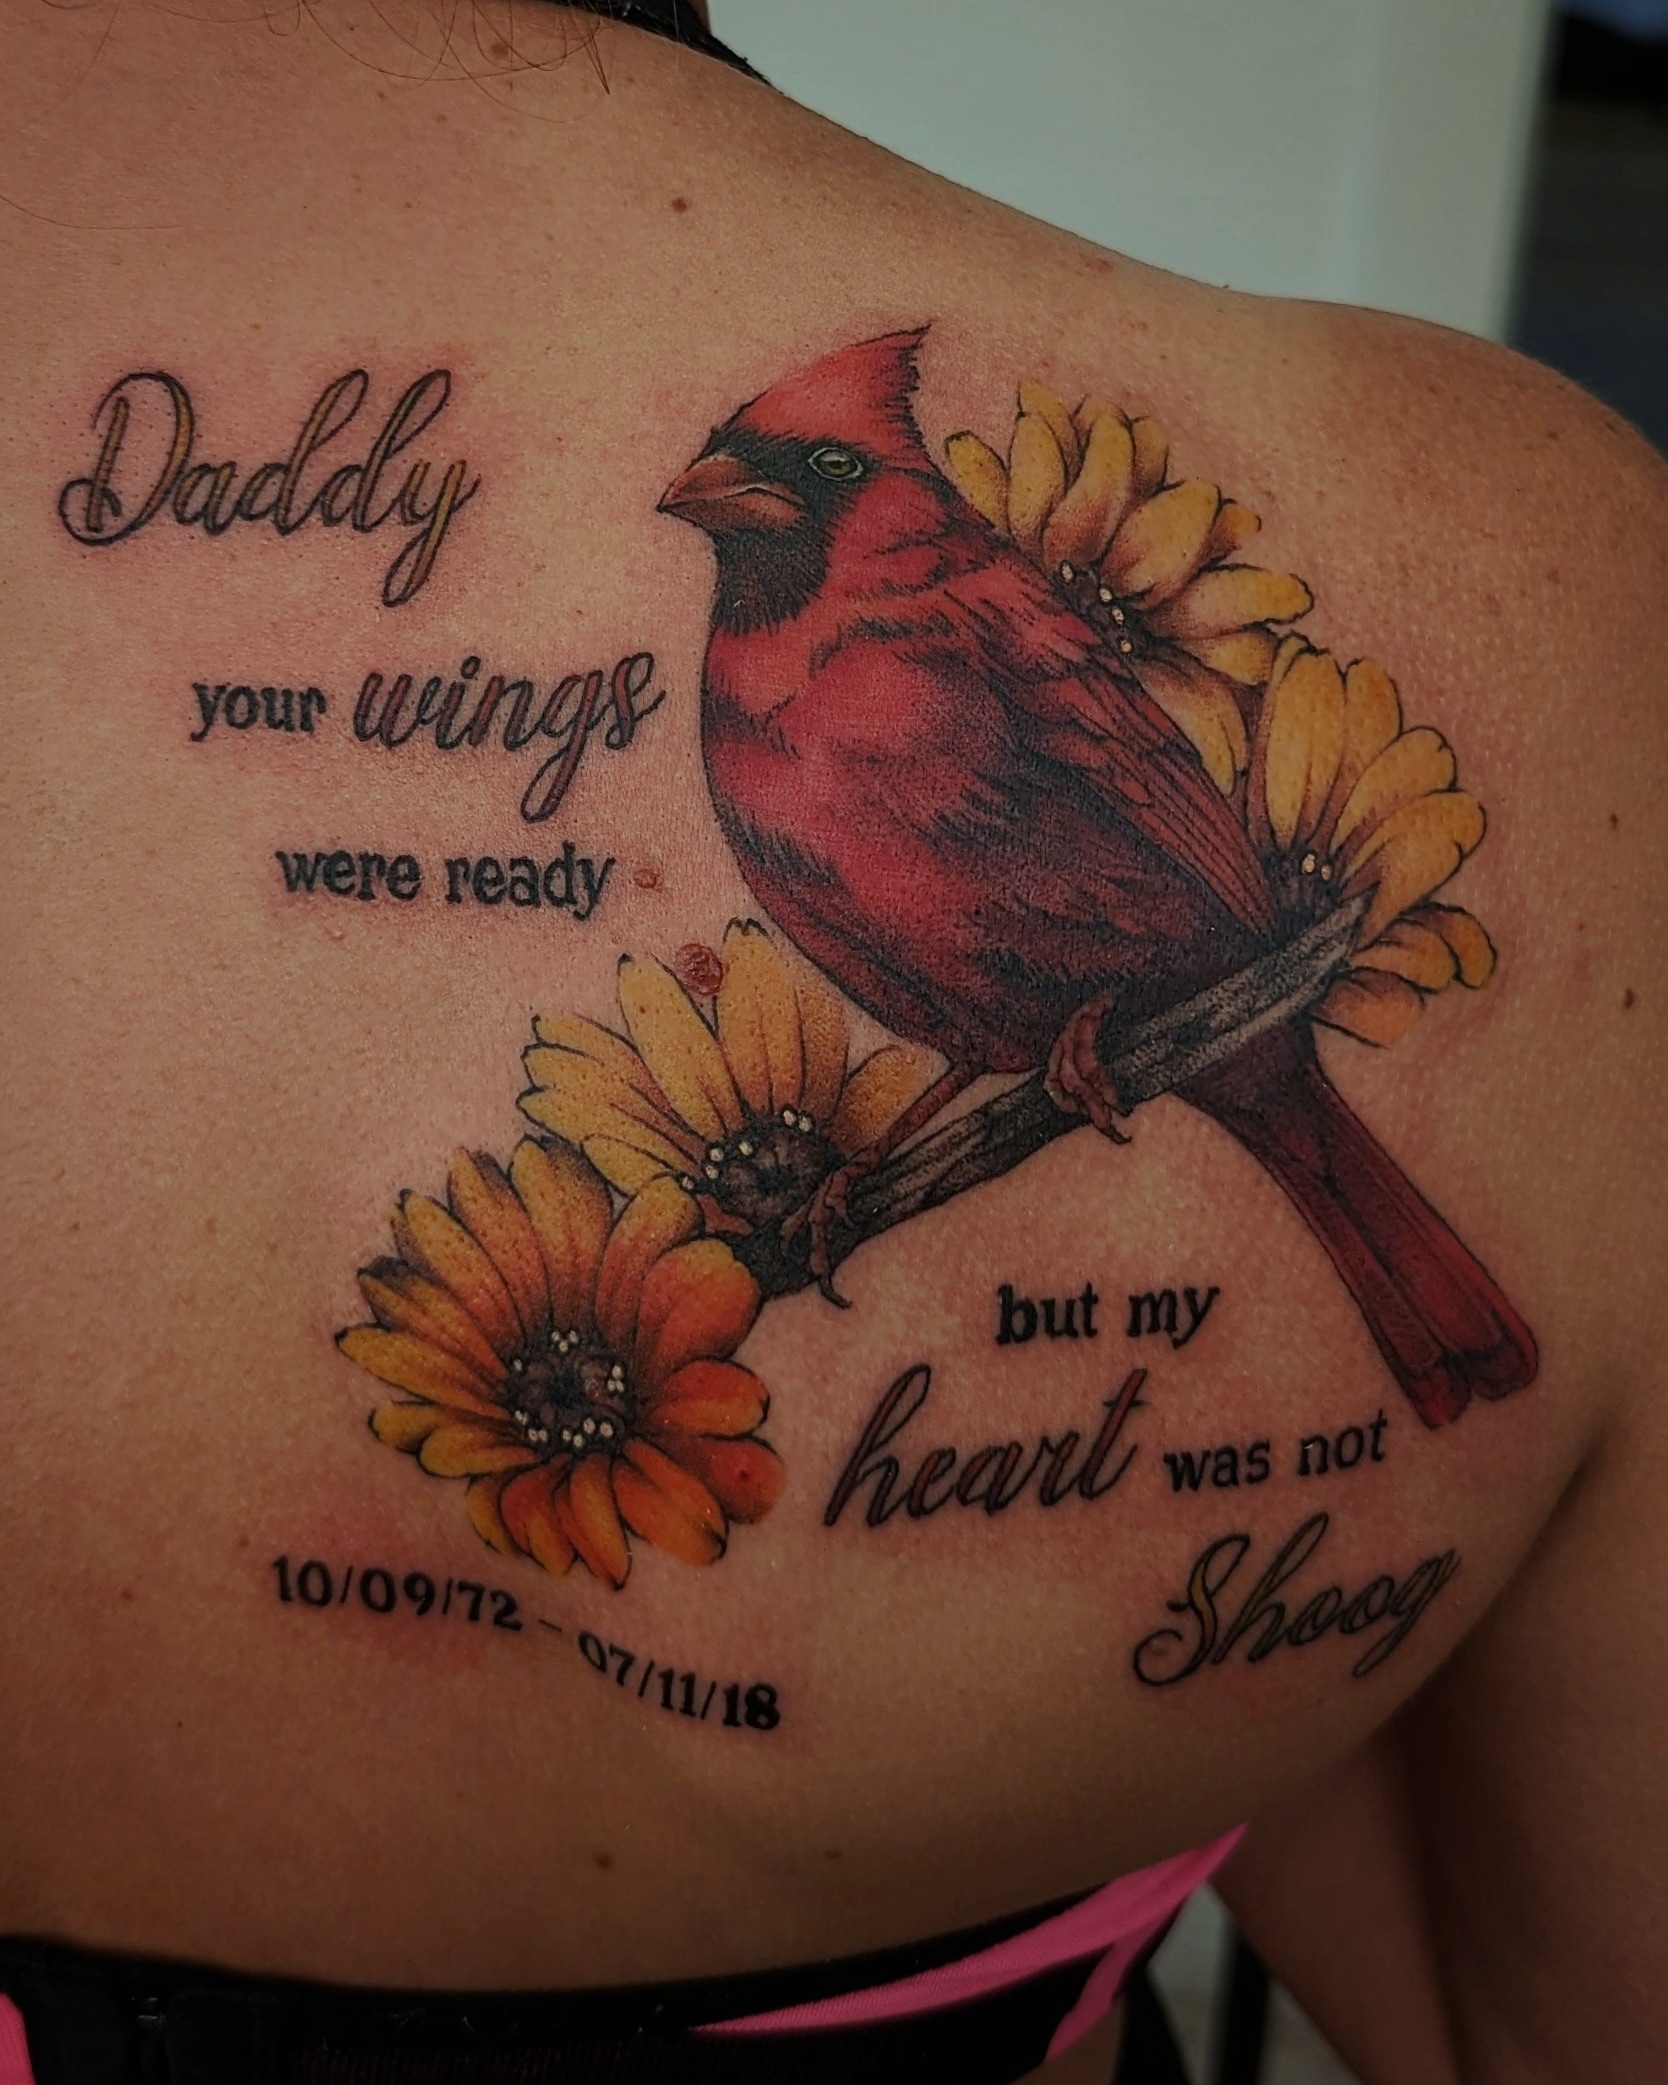 Daddy
your wings
were ready
but my
heart was not
Shoog
10/09/72 - 07/11/18